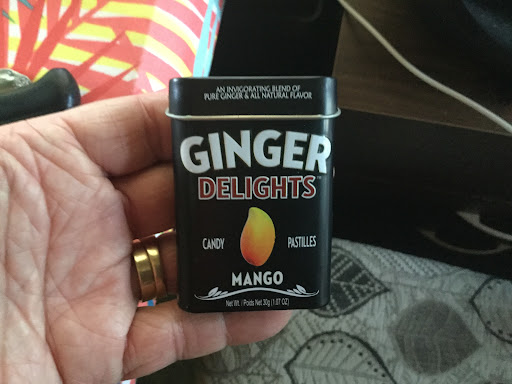 AN INVIGORATING BLEND OF
PURE GINGER & ALL NATURAL FLAVOR
GINGER
DELIGHTS
CANDY PASTILLES
MANGO
Net Wt. / Poids Net 30g (1.07 OZ)